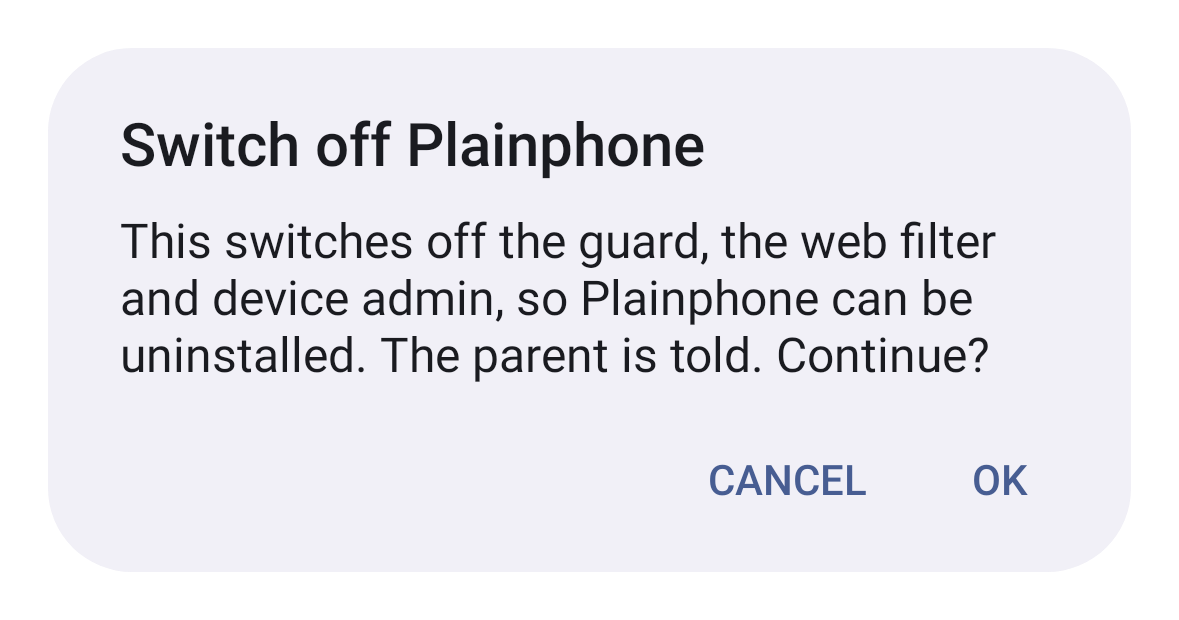 Switch off Plainphone
This switches off the guard, the web filter
and device admin, so Plainphone can be
uninstalled. The parent is told. Continue?
CANCEL OK